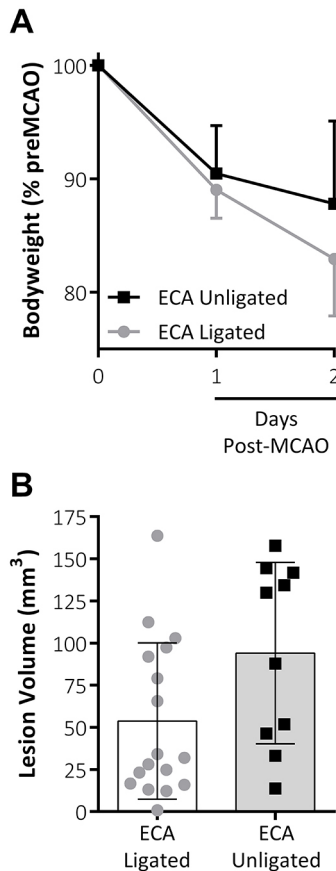 A
Bodyweight (% preMCAO)
100
90
80
ECA Unligated
ECA Ligated
0 1 2
Days
Post-MCAO
B
Lesion Volume (mm³)
175
150
125
100
75
50
25
0
ECA
Ligated
ECA
Unligated